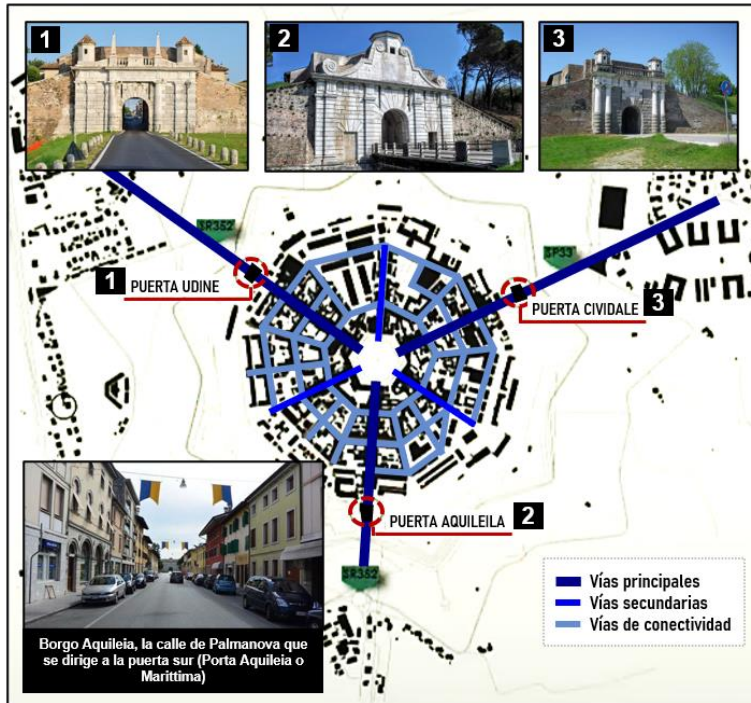 1
2
3
SR352
SP33
1
PUERTA UDINE
PUERTA CIVIDALE
3
PUERTA AQUILEILA
2
SR352
Vías principales
Vías secundarias
Vías de conectividad
Borgo Aquileia, la calle de Palmanova que
se dirige a la puerta sur (Porta Aquileia o
Marittima)